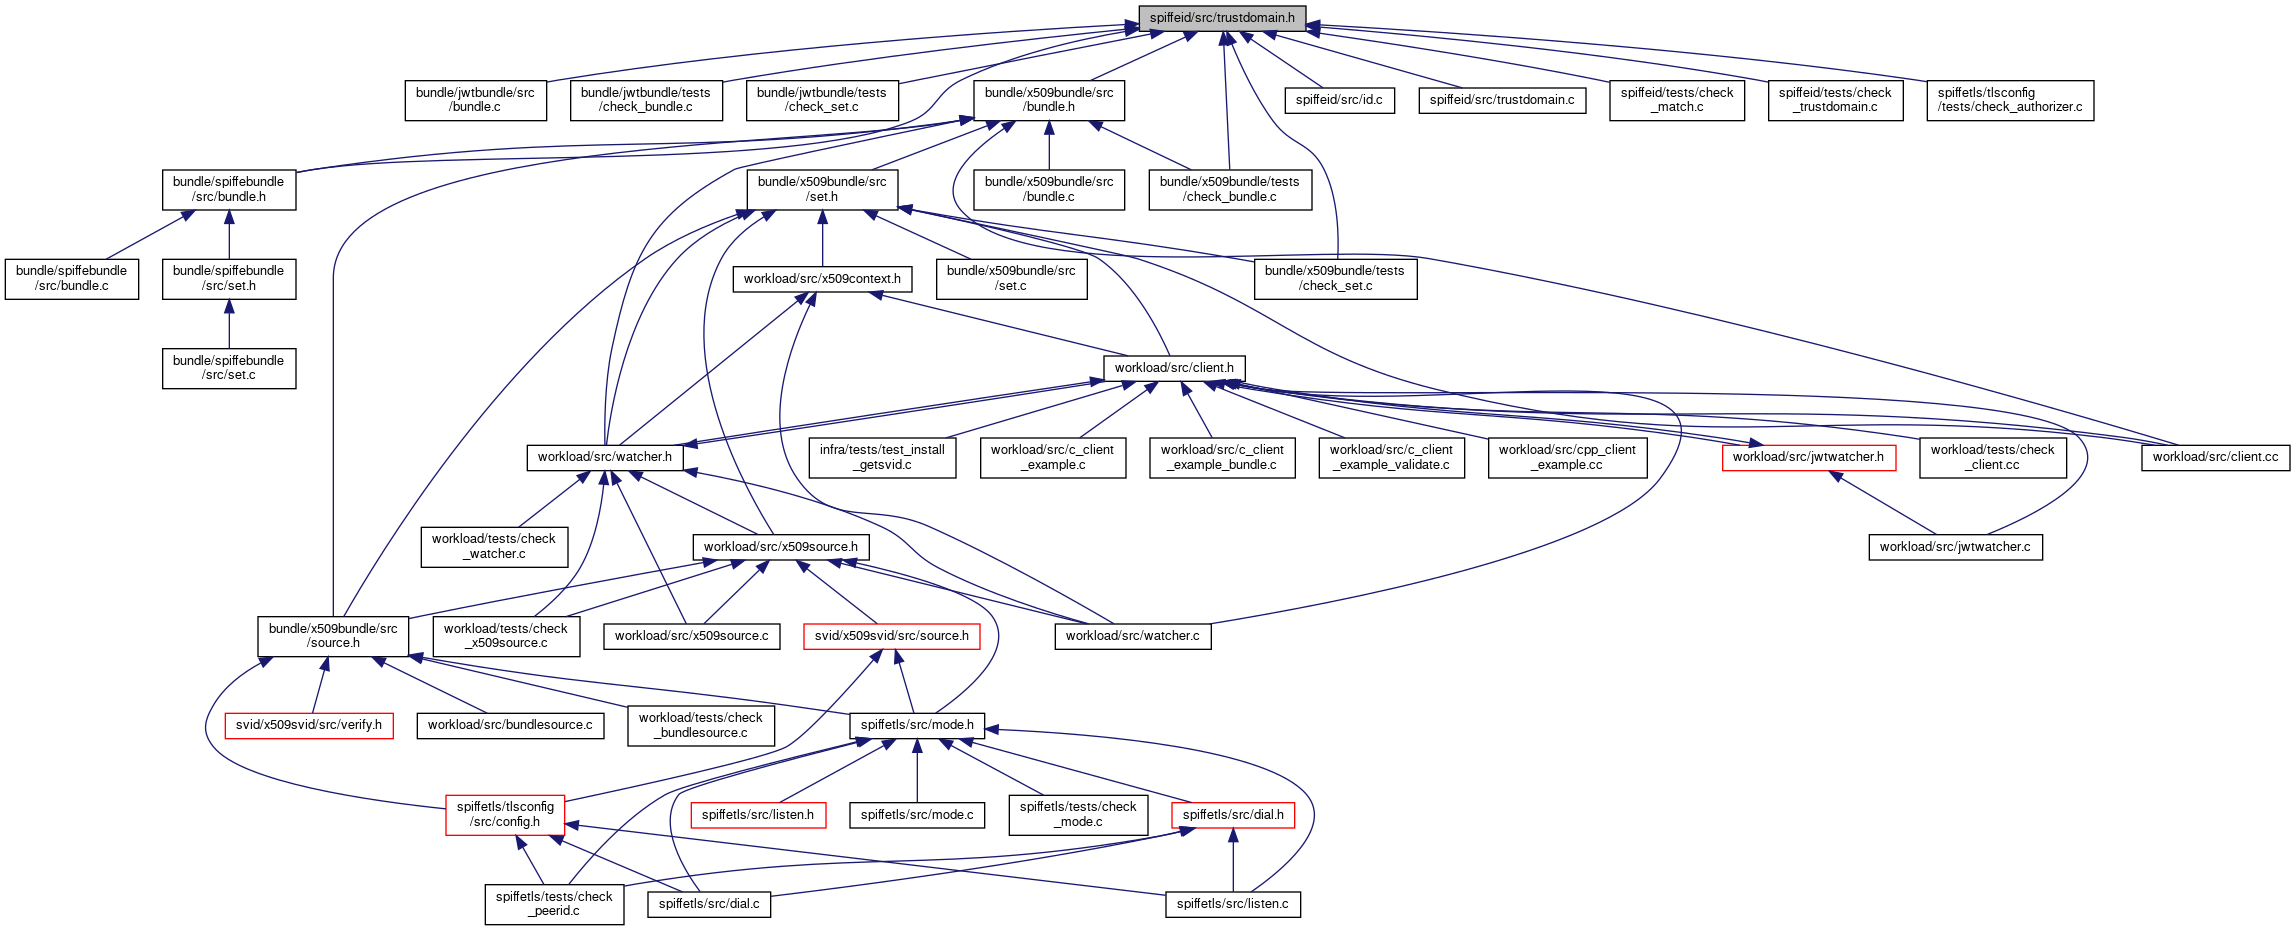 spiffeid/src/trustdomain.h
bundle/jwtbundle/src
/bundle.c
bundle/jwtbundle/tests
/check_bundle.c
bundle/jwtbundle/tests
/check_set.c
bundle/x509bundle/src
/bundle.h
spiffeid/src/id.c
spiffeid/src/trustdomain.c
spiffeid/tests/check
_match.c
spiffeid/tests/check
_trustdomain.c
spiffetls/tlsconfig
/tests/check_authorizer.c
bundle/spiffebundle
/src/bundle.h
bundle/x509bundle/src
/set.h
bundle/x509bundle/src
/bundle.c
bundle/x509bundle/tests
/check_bundle.c
bundle/spiffebundle
/src/bundle.c
bundle/spiffebundle
/src/set.h
workload/src/x509context.h
bundle/x509bundle/src
/set.c
bundle/x509bundle/tests
/check_set.c
bundle/spiffebundle
/src/set.c
workload/src/client.h
workload/src/watcher.h
infra/tests/test_install
_getsvid.c
workload/src/c_client
_example.c
workload/src/c_client
_example_bundle.c
workload/src/c_client
_example_validate.c
workload/src/cpp_client
_example.cc
workload/src/jwtwatcher.h
workload/tests/check
_client.cc
workload/src/client.cc
workload/tests/check
_watcher.c
workload/src/x509source.h
workload/src/jwtwatcher.c
bundle/x509bundle/src
/source.h
workload/tests/check
_x509source.c
workload/src/x509source.c
svid/x509svid/src/source.h
workload/src/watcher.c
svid/x509svid/src/verify.h
workload/src/bundlesource.c
workload/tests/check
_bundlesource.c
spiffetls/src/mode.h
spiffetls/tlsconfig
/src/config.h
spiffetls/src/listen.h
spiffetls/src/mode.c
spiffetls/tests/check
_mode.c
spiffetls/src/dial.h
spiffetls/tests/check
_peerid.c
spiffetls/src/dial.c
spiffetls/src/listen.c